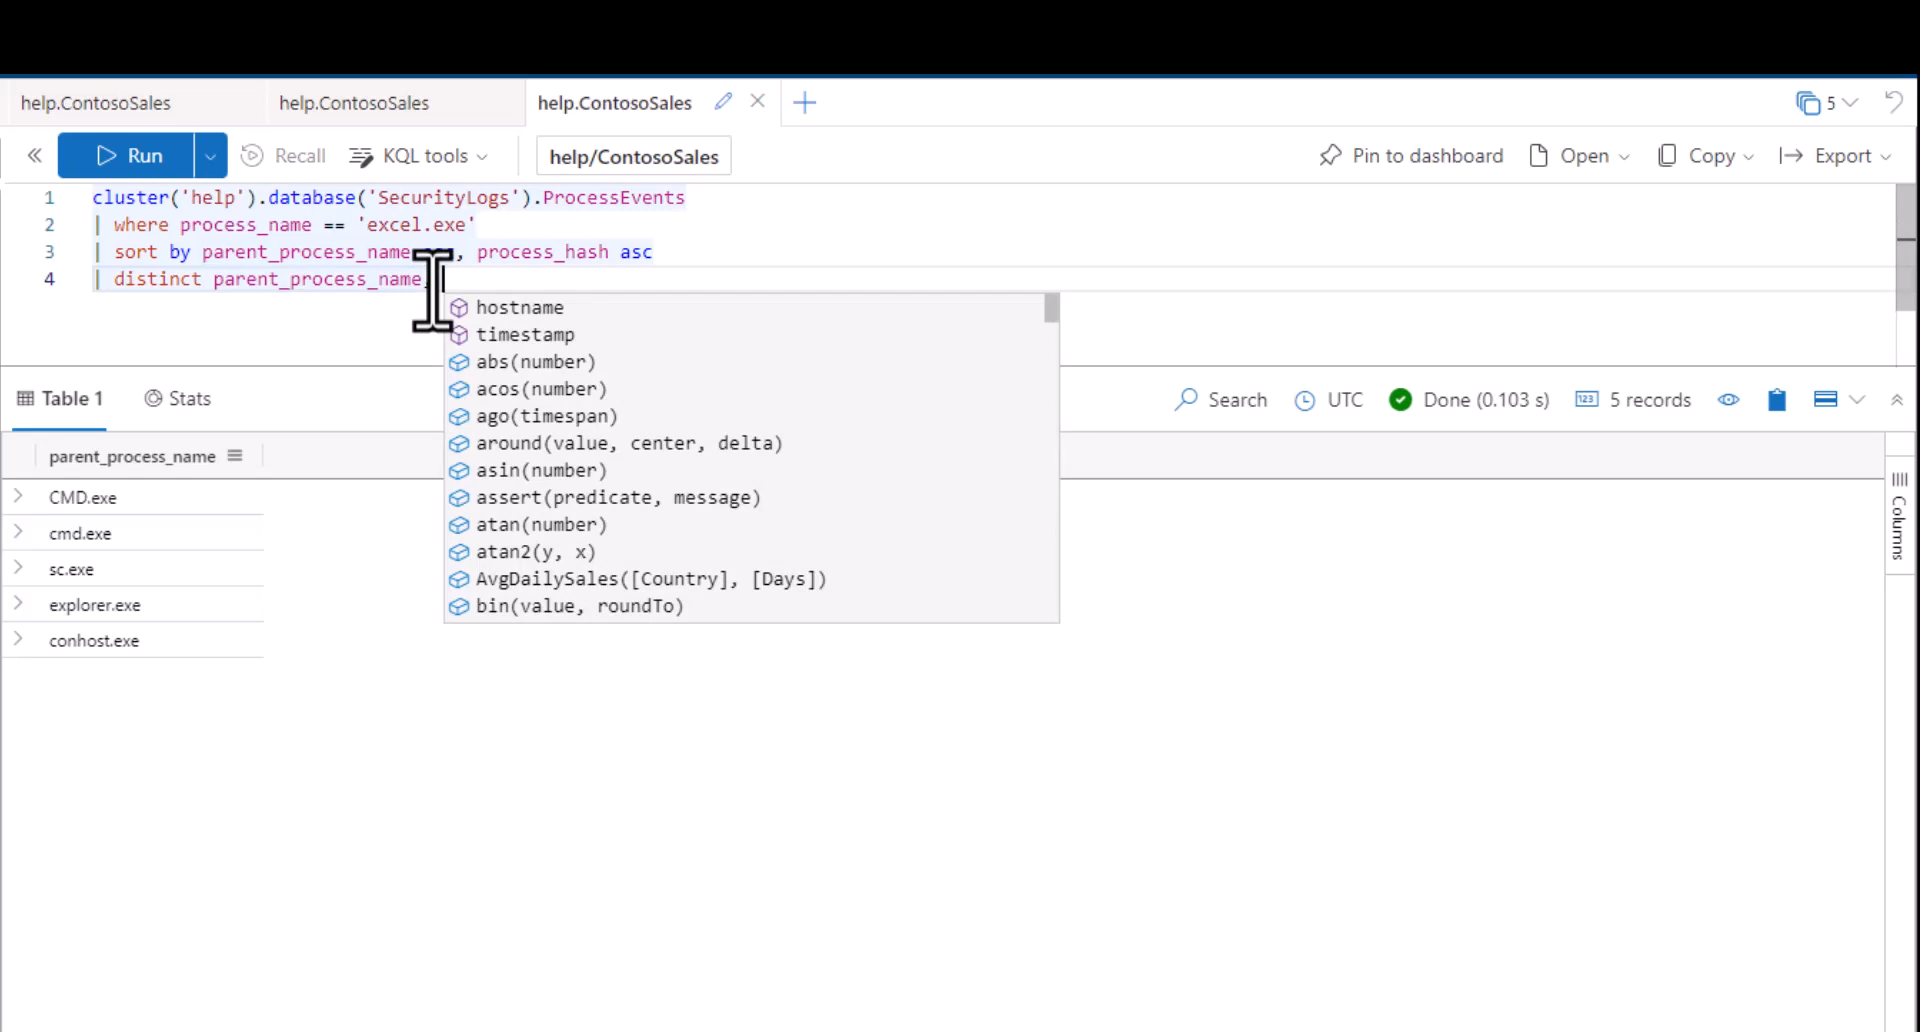 help.ContosoSales help.ContosoSales help.ContosoSales 5
Run Recall KQL tools help/ContosoSales Pin to dashboard Open Copy Export
1 cluster('help').database('SecurityLogs').ProcessEvents
2 | where process_name == 'excel.exe'
3 | sort by parent_process_name , process_hash asc
4 | distinct parent_process_name,
hostname
timestamp
abs(number)
acos(number)
ago(timespan)
around(value, center, delta)
asin(number)
assert(predicate, message)
atan(number)
atan2(y, x)
AvgDailySales([Country], [Days])
bin(value, roundTo)
Table 1 Stats Search UTC Done (0.103 s) 123 5 records
parent_process_name
CMD.exe
cmd.exe
sc.exe
explorer.exe
conhost.exe
Columns